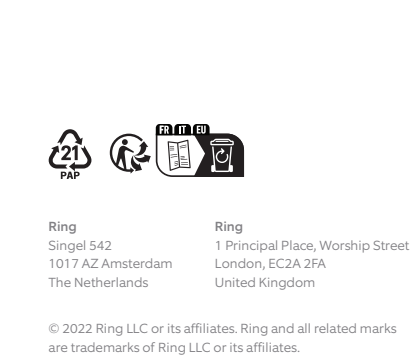 FR IT EU
21
PAP
Ring
Singel 542
1017 AZ Amsterdam
The Netherlands
Ring
1 Principal Place, Worship Street
London, EC2A 2FA
United Kingdom
© 2022 Ring LLC or its affiliates. Ring and all related marks
are trademarks of Ring LLC or its affiliates.